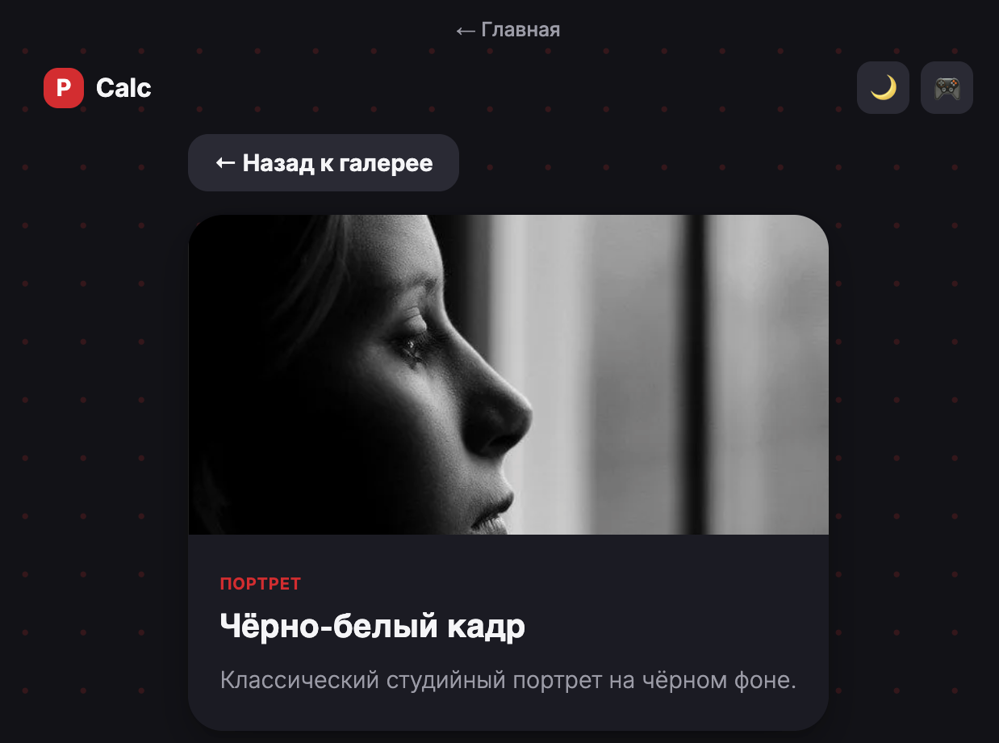 ← Главная
P Calc
← Назад к галерее
ПОРТРЕТ
Чёрно-белый кадр
Классический студийный портрет на чёрном фоне.